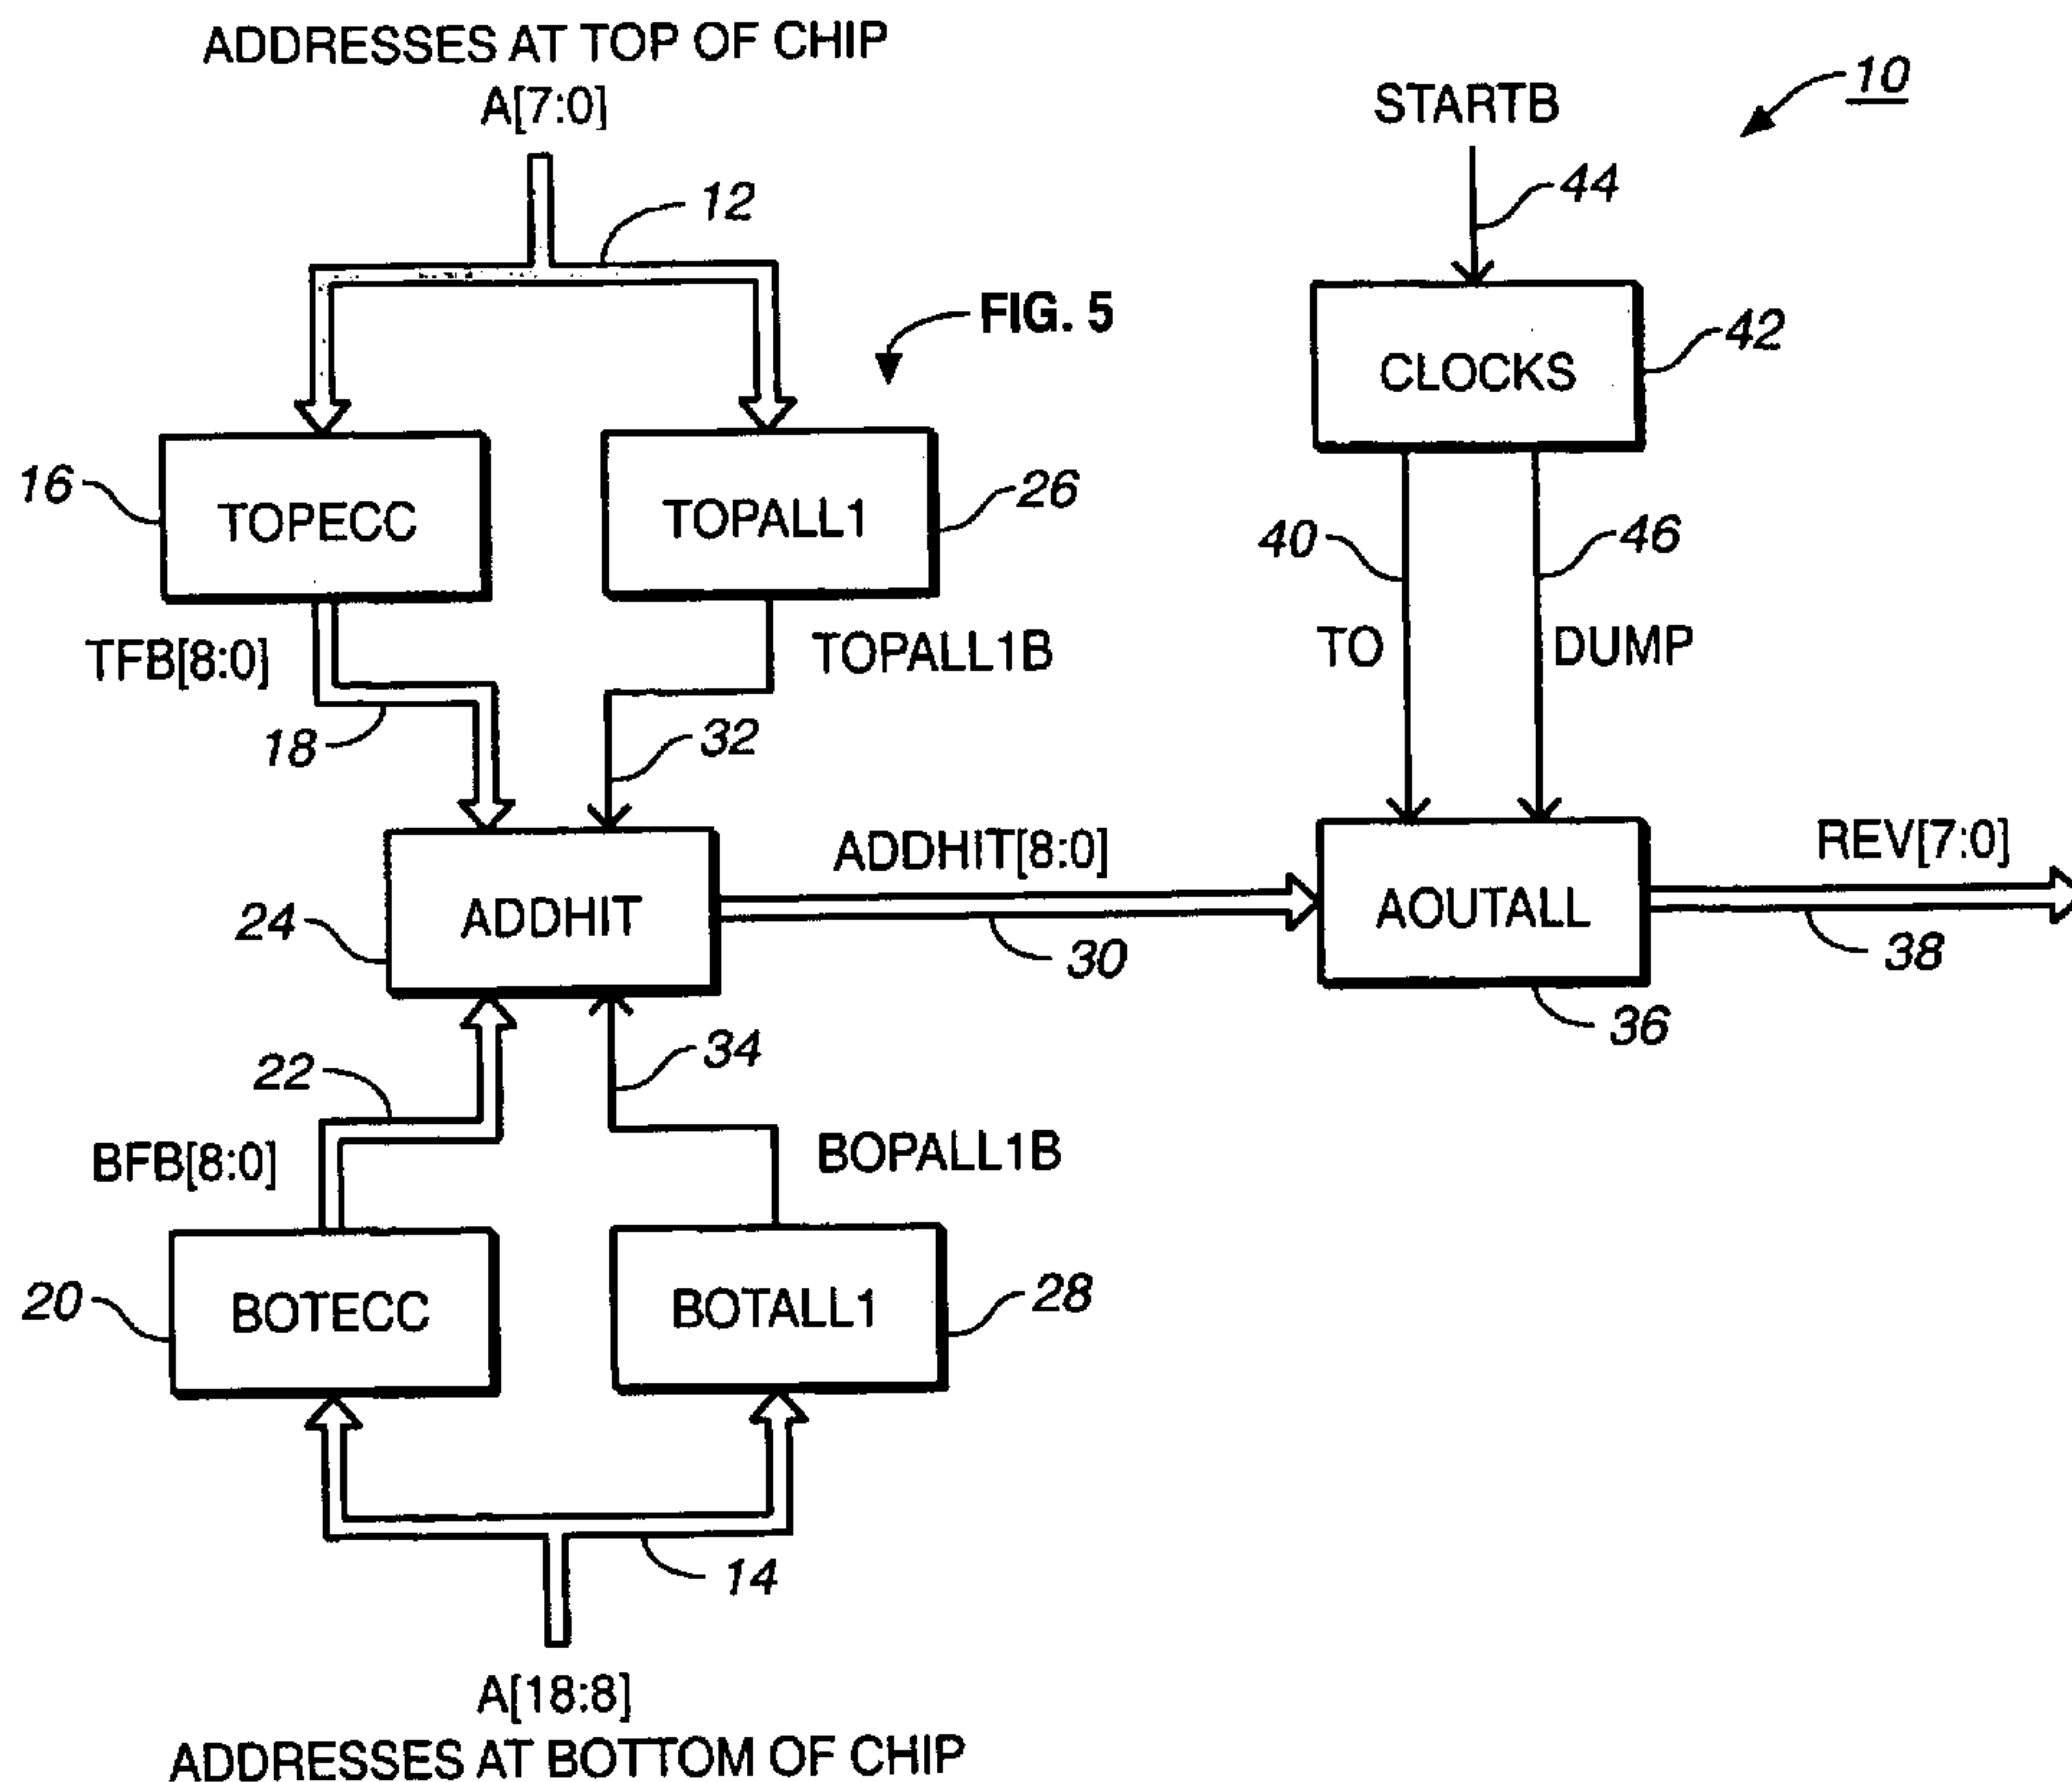 ADDRESSES AT TOP OF CHIP
A[7:0]
STARTB
10
12
44
FIG. 5
CLOCKS
42
16
TOPECC
TOPALL1
26
40
46
TFB[8:0]
TOPALL1B
TO
DUMP
18
32
ADDHIT[8:0]
REV[7:0]
24
ADDHIT
AOUTALL
30
38
36
22
34
BFB[8:0]
BOPALL1B
20
BOTECC
BOTALL1
28
14
A[18:8]
ADDRESSES AT BOTTOM OF CHIP